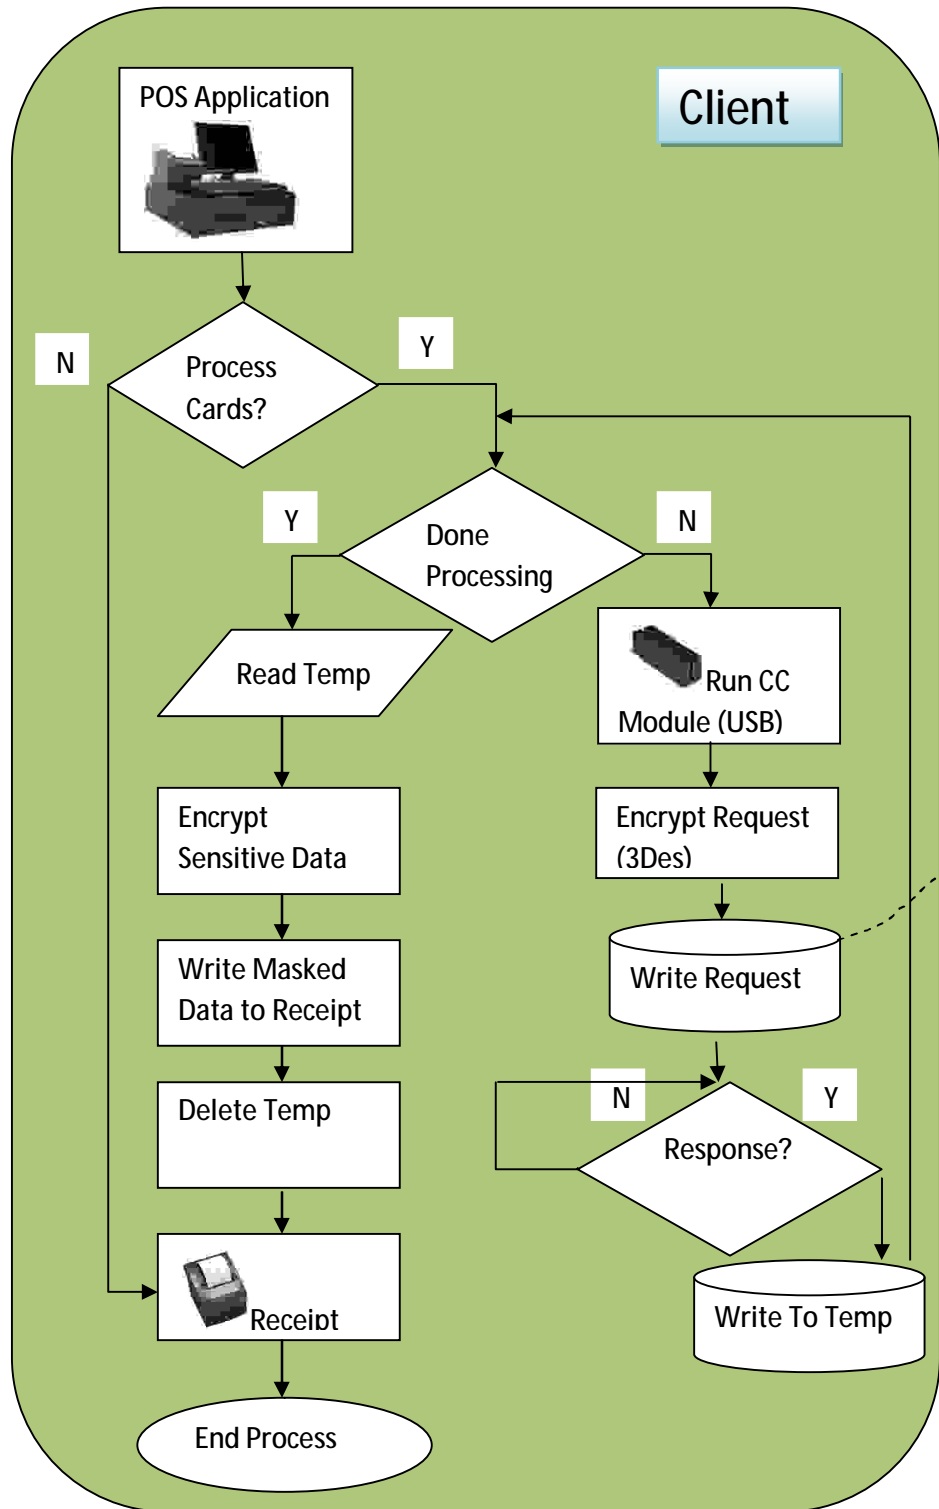 POS Application
Client
N
Y
Process
Cards?
Y
N
Done
Processing
Read Temp
Run CC
Module (USB)
Encrypt
Sensitive Data
Encrypt Request
(3Des)
Write Masked
Data to Receipt
Write Request
Delete Temp
N
Y
Response?
Receipt
Write To Temp
End Process